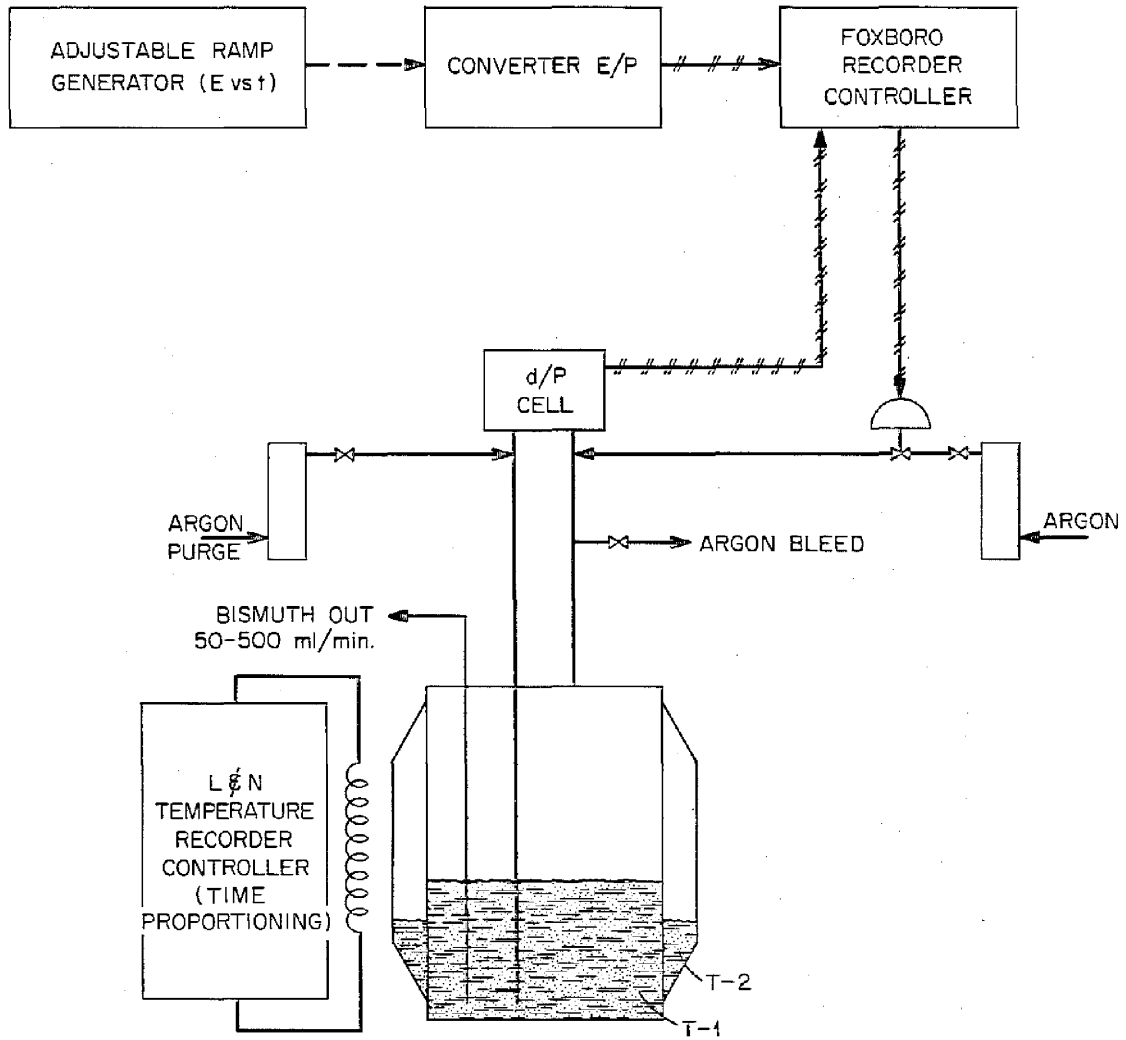 ADJUSTABLE RAMP
GENERATOR (E vs t)
CONVERTER E/P
FOXBORO
RECORDER
CONTROLLER
d/P
CELL
ARGON
PURGE
ARGON
ARGON BLEED
BISMUTH OUT
50-500 ml/min.
L & N
TEMPERATURE
RECORDER
CONTROLLER
(TIME
PROPORTIONING)
T-2
T-1